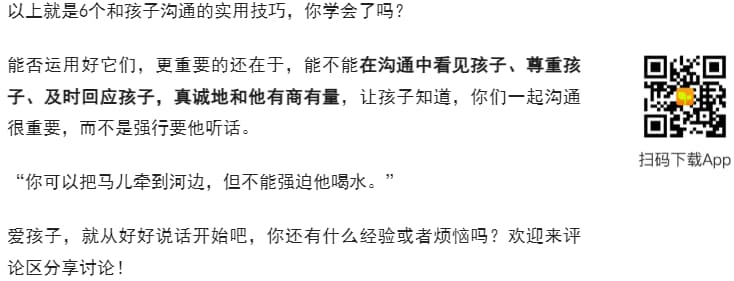 以上就是6个和孩子沟通的实用技巧，你学会了吗？
能否运用好它们，更重要的还在于，能不能在沟通中看见孩子、尊重孩
子、及时回应孩子，真诚地和他有商有量，让孩子知道，你们一起沟通
很重要，而不是强行要他听话。
“你可以把马儿牵到河边，但不能强迫他喝水。”
爱孩子，就从好好说话开始吧，你还有什么经验或者烦恼吗？欢迎来评
论区分享讨论！
扫码下载App